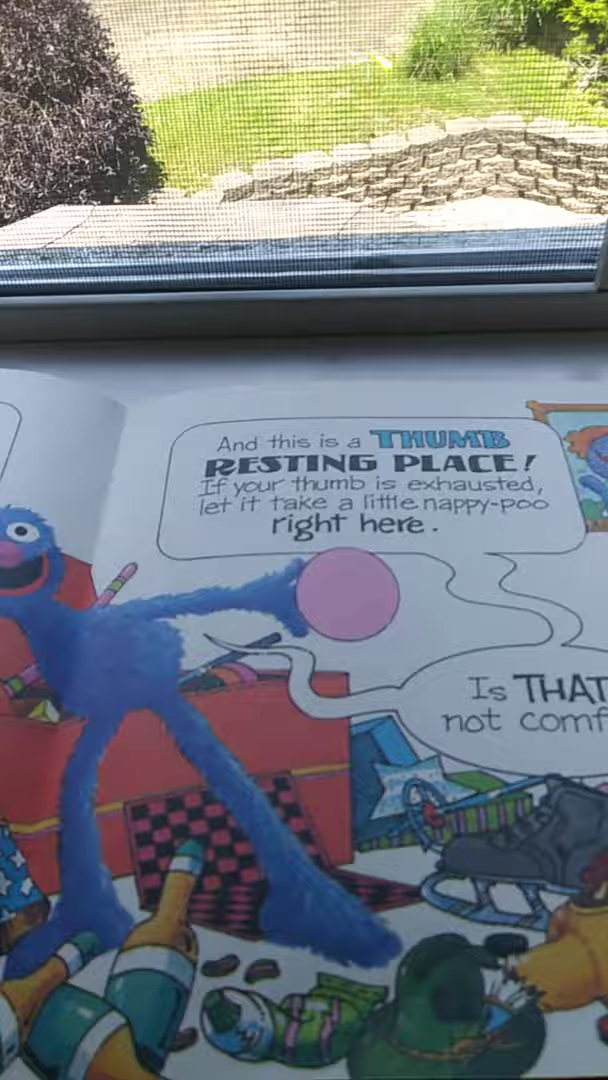 And this is a THUMB
RESTING PLACE!
If your thumb is exhausted,
let it take a little nappy-poo
right here.
Is THAT
not comf